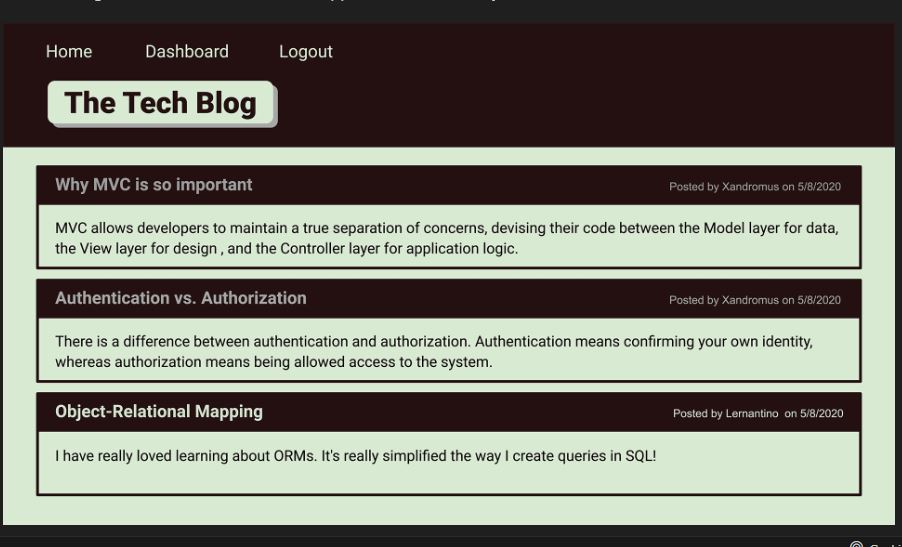 Home Dashboard Logout
The Tech Blog
Why MVC is so important Posted by Xandromus on 5/8/2020
MVC allows developers to maintain a true separation of concerns, devising their code between the Model layer for data,
the View layer for design , and the Controller layer for application logic.
Authentication vs. Authorization Posted by Xandromus on 5/8/2020
There is a difference between authentication and authorization. Authentication means confirming your own identity,
whereas authorization means being allowed access to the system.
Object-Relational Mapping Posted by Lernantino on 5/8/2020
I have really loved learning about ORMs. It's really simplified the way I create queries in SQL!